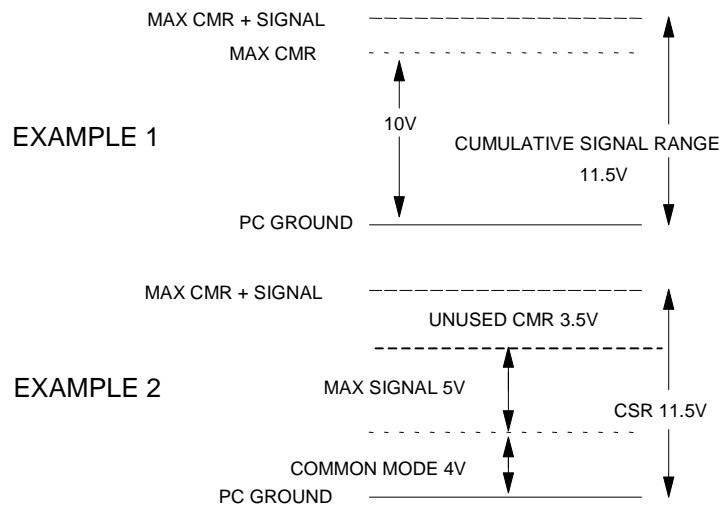 MAX CMR + SIGNAL
MAX CMR
EXAMPLE 1
10V
CUMULATIVE SIGNAL RANGE
11.5V
PC GROUND
MAX CMR + SIGNAL
UNUSED CMR 3.5V
EXAMPLE 2
MAX SIGNAL 5V
CSR 11.5V
COMMON MODE 4V
PC GROUND